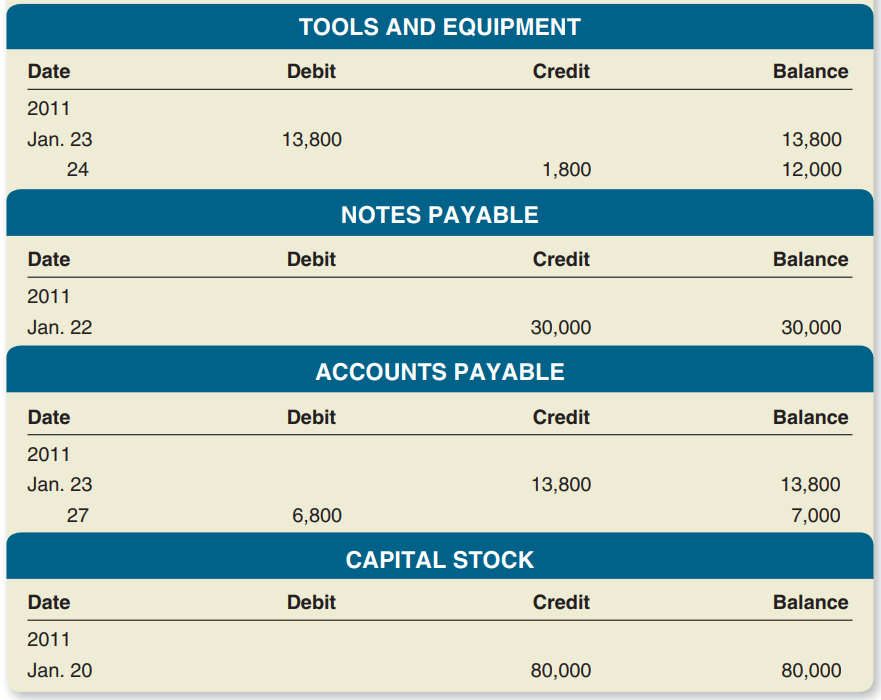 TOOLS AND EQUIPMENT
Date Debit Credit Balance
2011
Jan. 23 13,800 13,800
24 1,800 12,000
NOTES PAYABLE
Date Debit Credit Balance
2011
Jan. 22 30,000 30,000
ACCOUNTS PAYABLE
Date Debit Credit Balance
2011
Jan. 23 13,800 13,800
27 6,800 7,000
CAPITAL STOCK
Date Debit Credit Balance
2011
Jan. 20 80,000 80,000